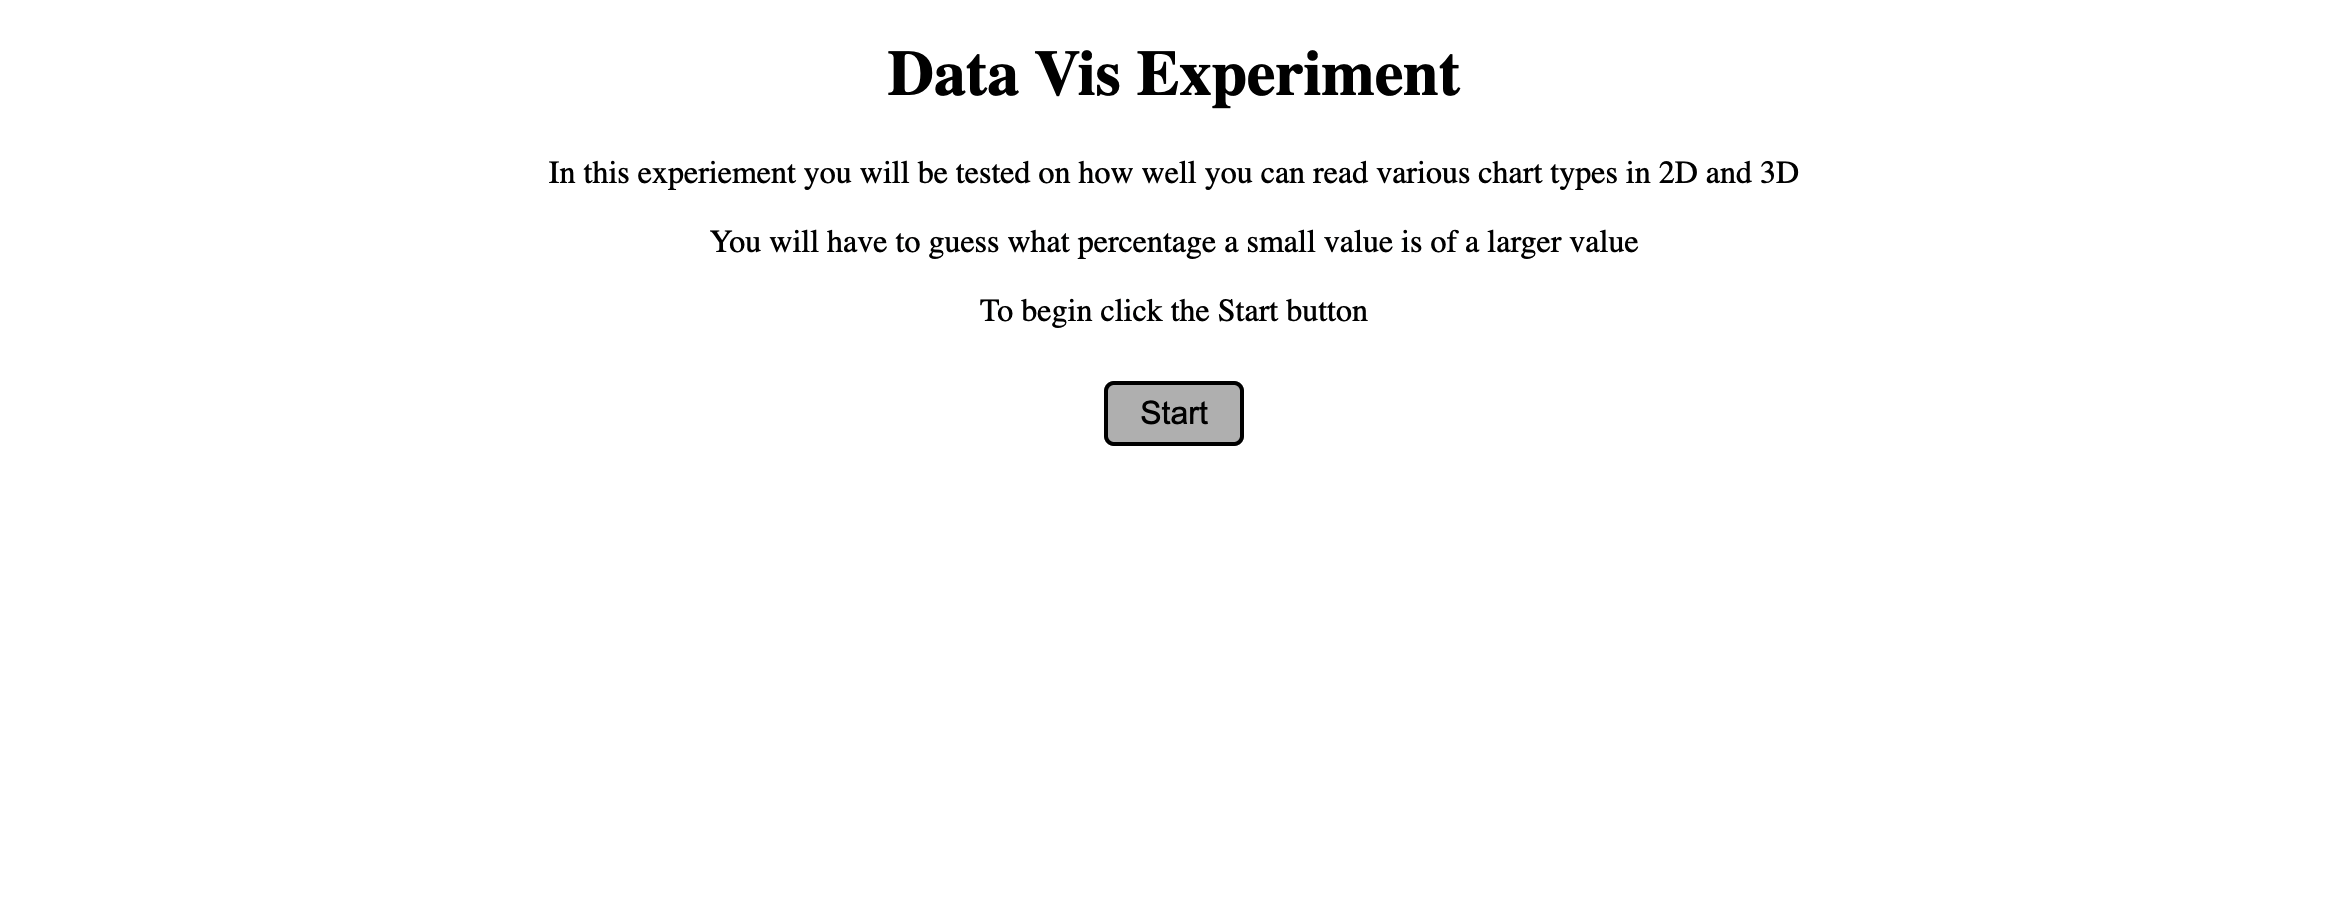 Data Vis Experiment
In this experiement you will be tested on how well you can read various chart types in 2D and 3D
You will have to guess what percentage a small value is of a larger value
To begin click the Start button
Start